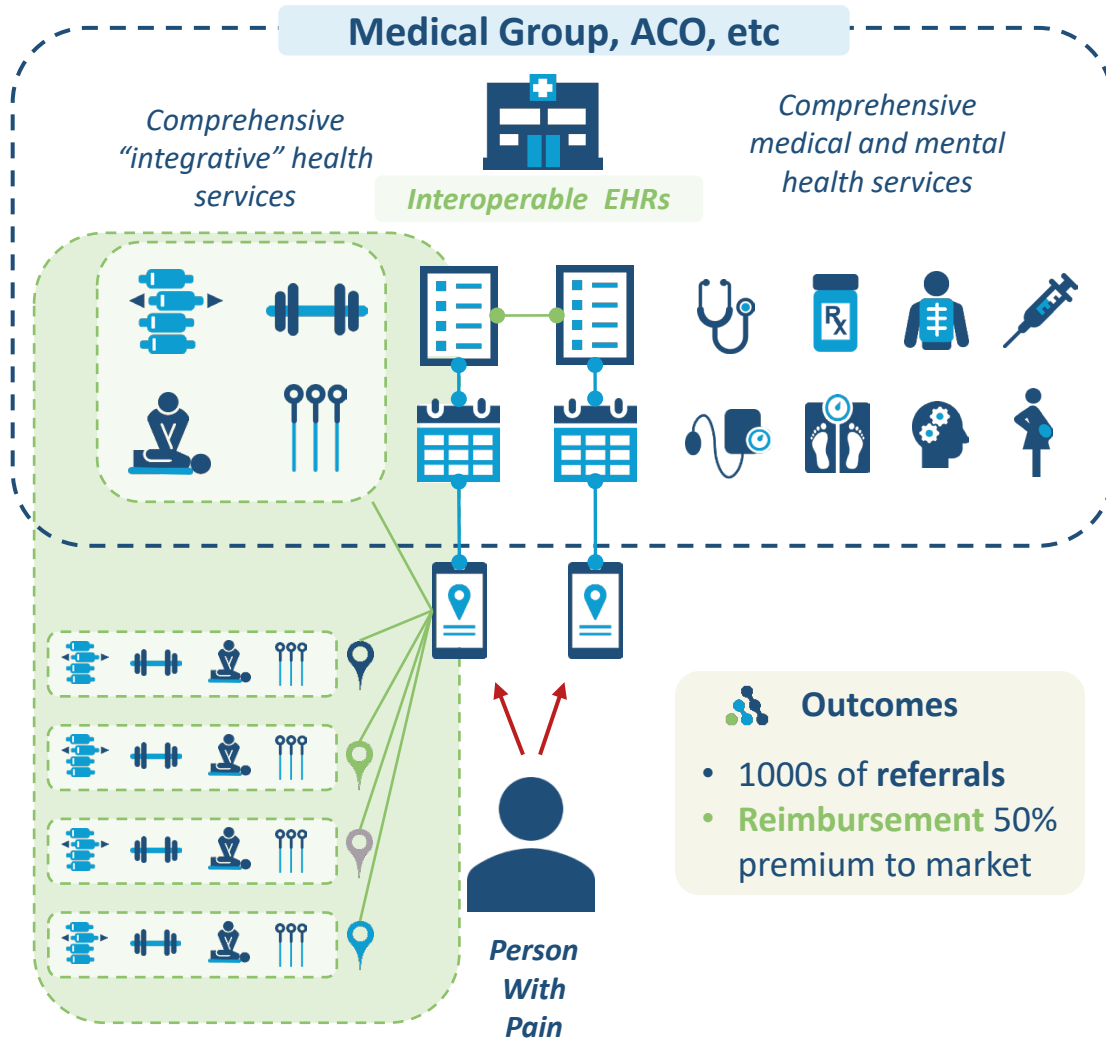 Medical Group, ACO, etc
Comprehensive
“integrative” health
services
Comprehensive
medical and mental
health services
Interoperable EHRs
Rx
Outcomes
• 1000s of referrals
• Reimbursement 50%
premium to market
Person
With
Pain